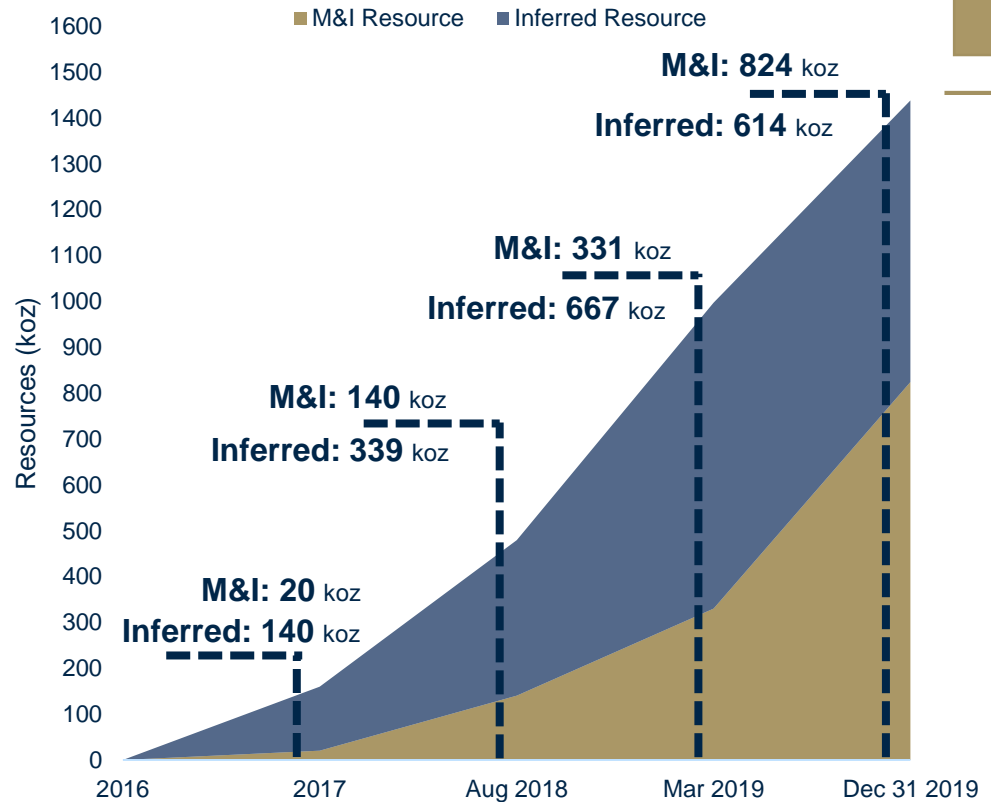 M&I Resource Inferred Resource
1600
1500
1400
1300
1200
1100
1000
900
800
700
600
500
400
300
200
100
0
Resources (koz)
M&I: 824 koz
Inferred: 614 koz
M&I: 331 koz
Inferred: 667 koz
M&I: 140 koz
Inferred: 339 koz
M&I: 20 koz
Inferred: 140 koz
2016 2017 Aug 2018 Mar 2019 Dec 31 2019